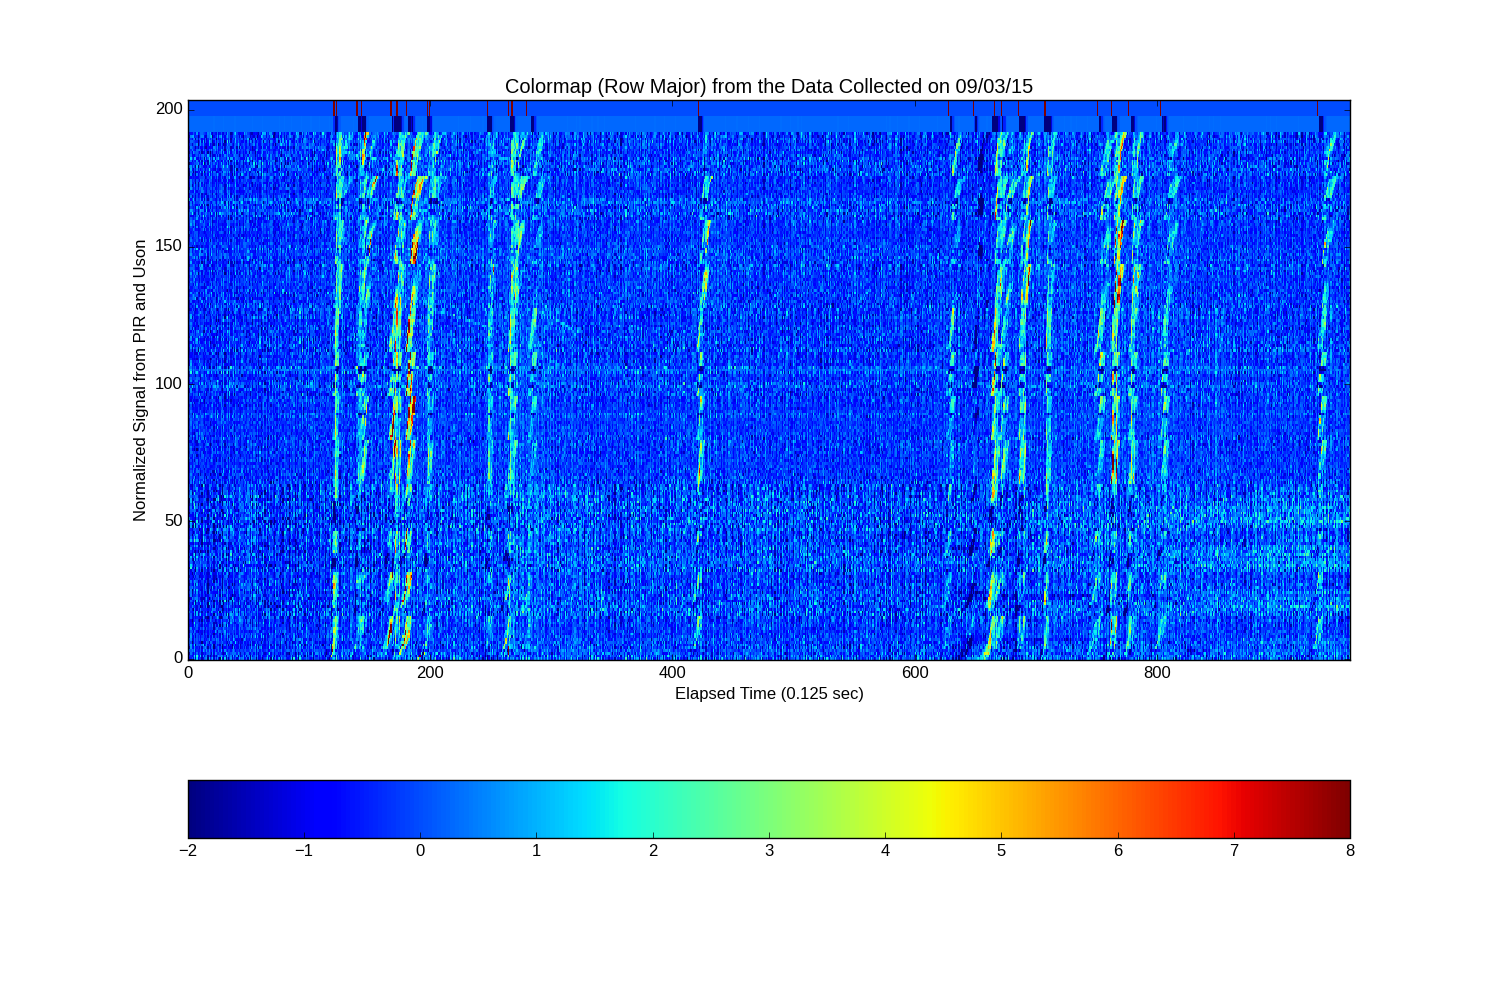 Colormap (Row Major) from the Data Collected on 09/03/15
Normalized Signal from PIR and Uson
200
150
100
50
0
0 200 400 600 800
Elapsed Time (0.125 sec)
−2 −1 0 1 2 3 4 5 6 7 8